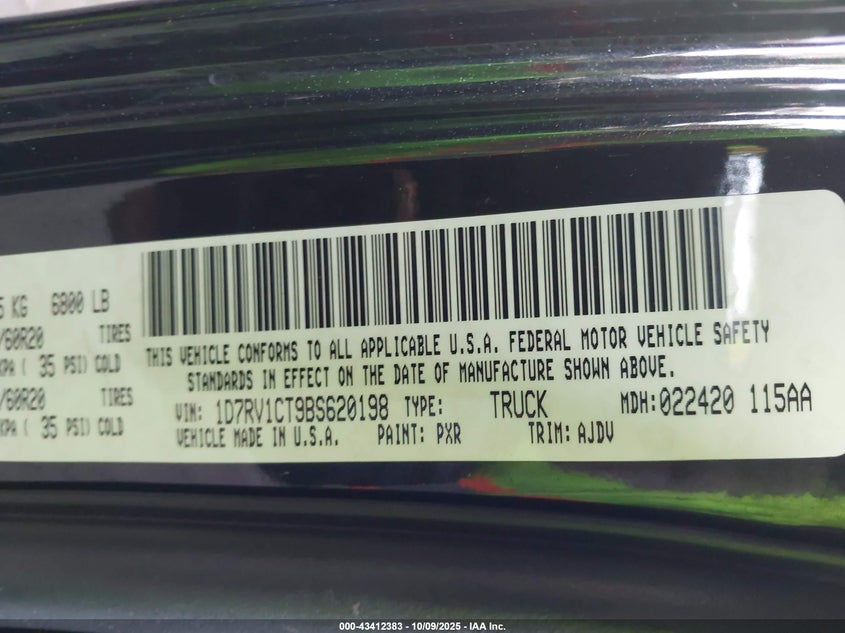 5 KG 6800 LB
/60R20 TIRES
KPA ( 35 PSI) COLD
/60R20 TIRES
KPA ( 35 PSI) COLD
THIS VEHICLE CONFORMS TO ALL APPLICABLE U.S.A. FEDERAL MOTOR VEHICLE SAFETY
STANDARDS IN EFFECT ON THE DATE OF MANUFACTURE SHOWN ABOVE.
VIN: 1D7RV1CT9BS620198 TYPE: TRUCK MDH: 022420 115AA
VEHICLE MADE IN U.S.A. PAINT: PXR TRIM: AJDV
000-43412383 - 10/09/2025 - IAA Inc.